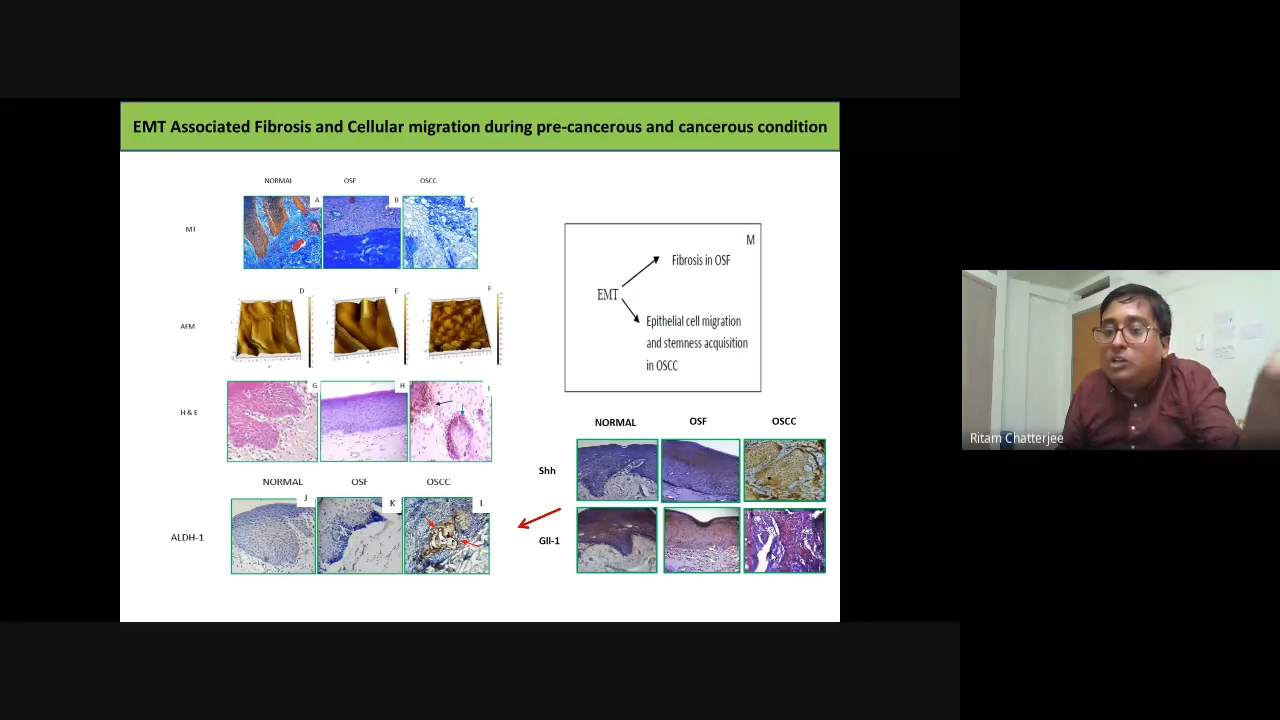 EMT Associated Fibrosis and Cellular migration during pre-cancerous and cancerous condition
NORMAL OSF OSCC
MT A B C
AFM D E F
H & E G H I
NORMAL OSF OSCC
ALDH-1 J K L
M
Fibrosis in OSF
EMT
Epithelial cell migration
and stemness acquisition
in OSCC
NORMAL OSF OSCC
Shh
Gli-1
Ritam Chatterjee